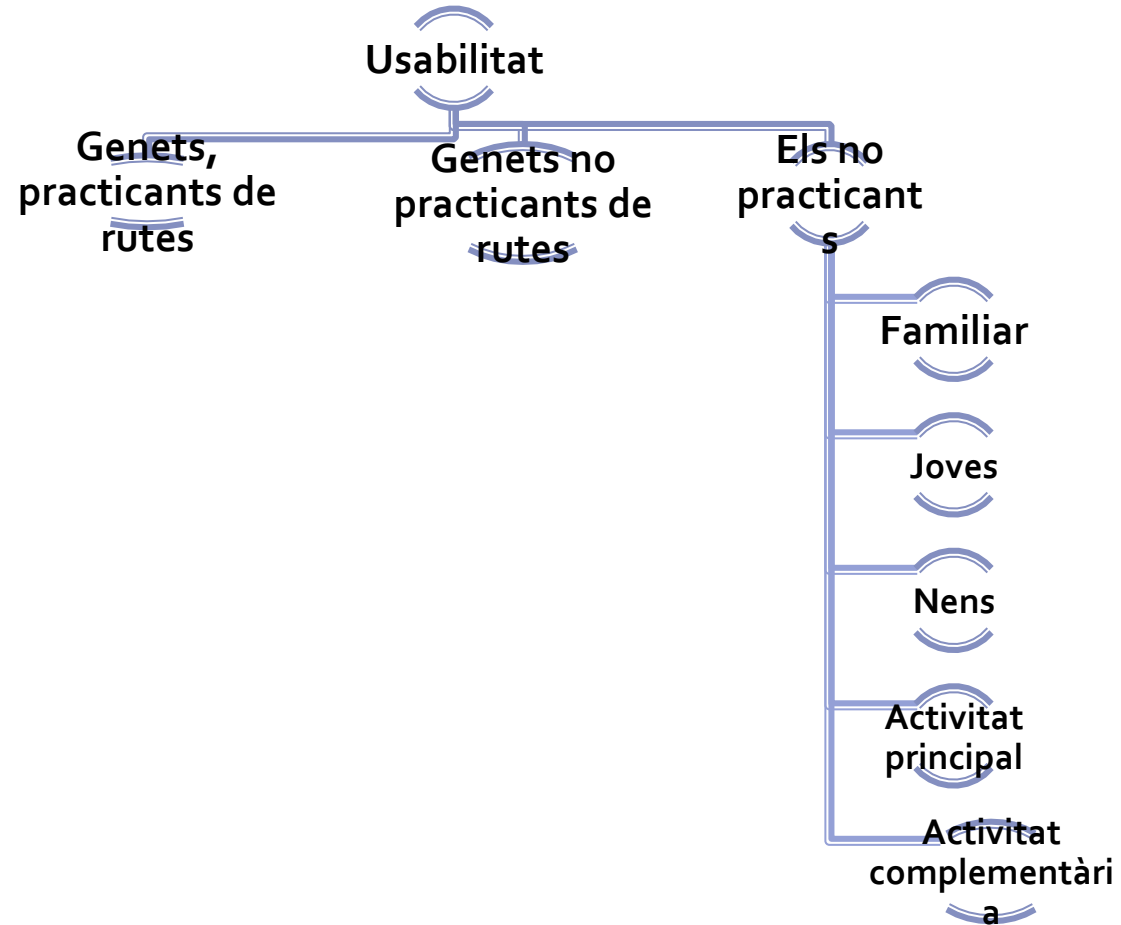 Usabilitat
Genets,
practicants de
rutes
Genets no
practicants de
rutes
Els no
practicant
s
Familiar
Joves
Nens
Activitat
principal
Activitat
complementàri
a